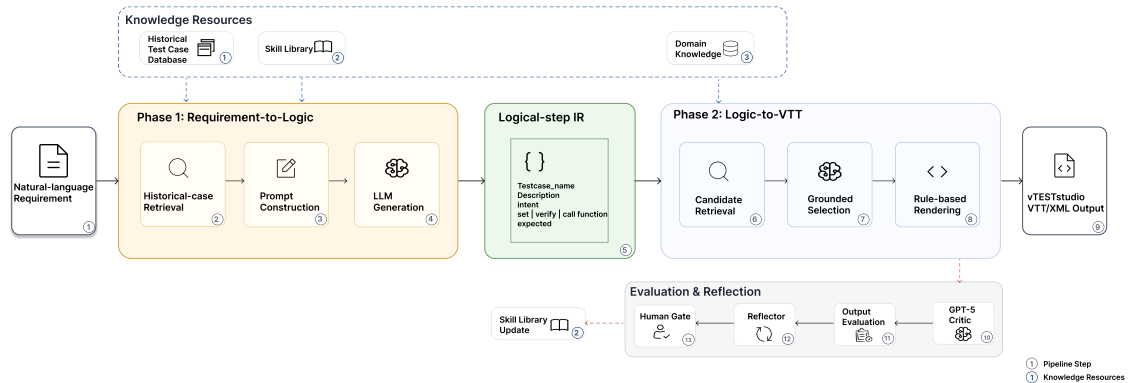 Knowledge Resources
Historical
Test Case
Database
1
Skill Library
2
Domain
Knowledge
3
Natural-language
Requirement
1
Phase 1: Requirement-to-Logic
Historical-case
Retrieval
2
Prompt
Construction
3
LLM
Generation
4
Logical-step IR
{ }
Testcase_name
Description
intent
set | verify | call function
expected
5
Phase 2: Logic-to-VTT
Candidate
Retrieval
6
Grounded
Selection
7
Rule-based
Rendering
8
vTESTstudio
VTT/XML Output
9
Evaluation & Reflection
Skill Library
Update
2
Human Gate
13
Reflector
12
Output
Evaluation
11
GPT-5
Critic
10
1 Pipeline Step
1 Knowledge Resources